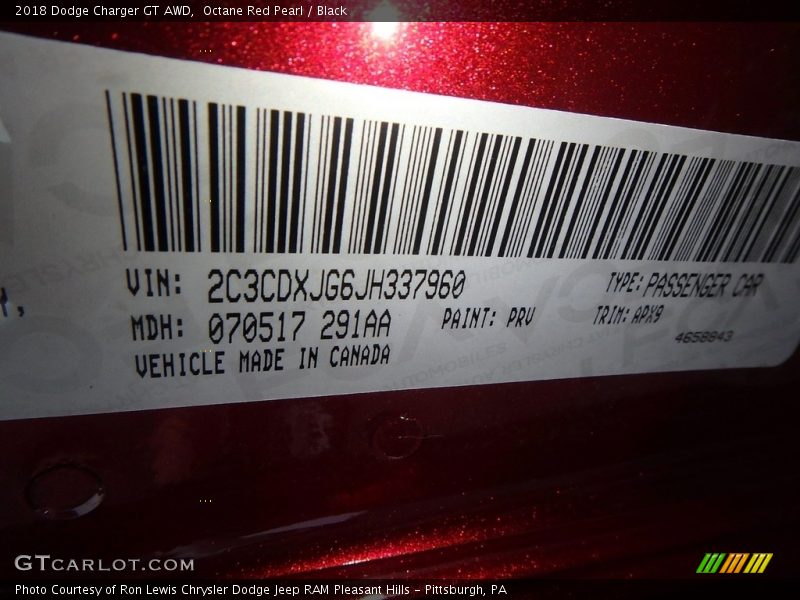 2018 Dodge Charger GT AWD,  Octane Red Pearl / Black
VIN: 2C3CDXJG6JH337960
TYPE: PASSENGER CAR
MDH: 070517 291AA
PAINT: PRV
TRIM: APX9
4658843
VEHICLE MADE IN CANADA
GTCARLOT.COM
Photo Courtesy of Ron Lewis Chrysler Dodge Jeep RAM Pleasant Hills – Pittsburgh, PA